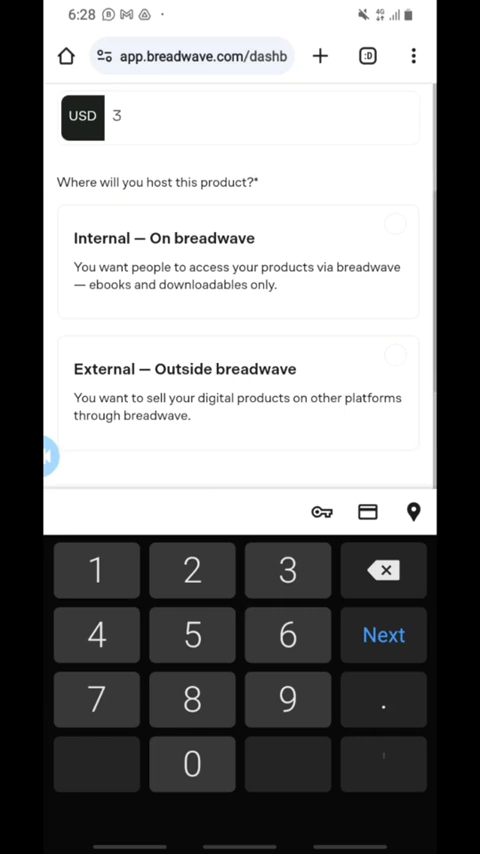 6:28
4G
app.breadwave.com/dashb
:D
USD 3
Where will you host this product?*
Internal — On breadwave
You want people to access your products via breadwave
— ebooks and downloadables only.
External — Outside breadwave
You want to sell your digital products on other platforms
through breadwave.
1 2 3
4 5 6 Next
7 8 9 .
0